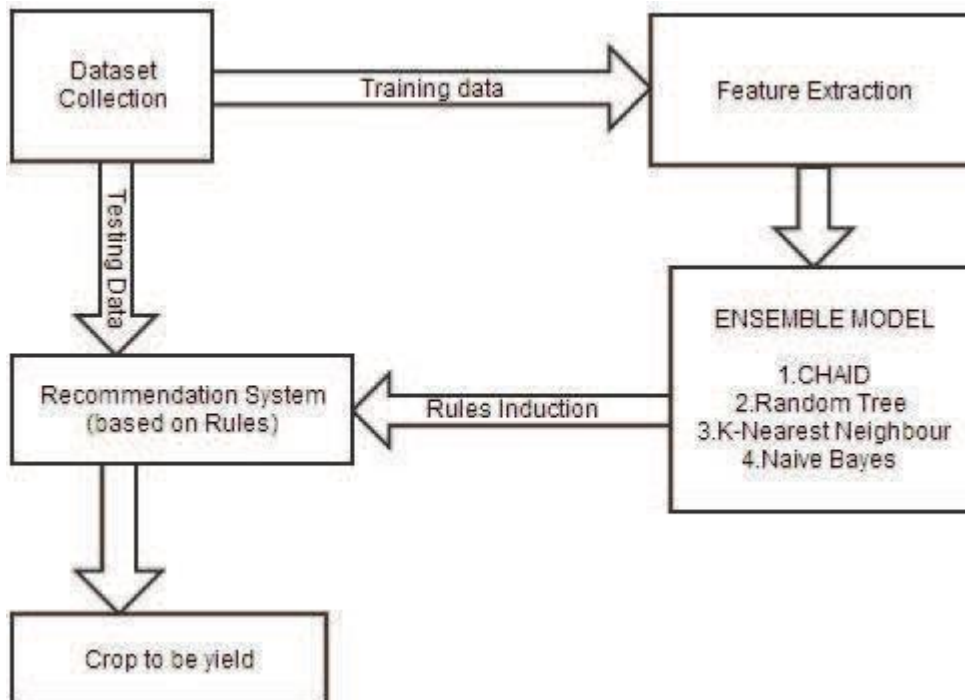 Dataset
Collection
Training data
Feature Extraction
Testing Data
ENSEMBLE MODEL
1.CHAID
2.Random Tree
3.K-Nearest Neighbour
4.Naive Bayes
Rules Induction
Recommendation System
(based on Rules)
Crop to be yield